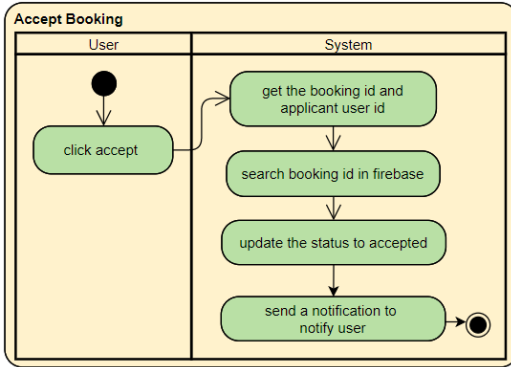 Accept Booking
User
System
click accept
get the booking id and
applicant user id
search booking id in firebase
update the status to accepted
send a notification to
notify user